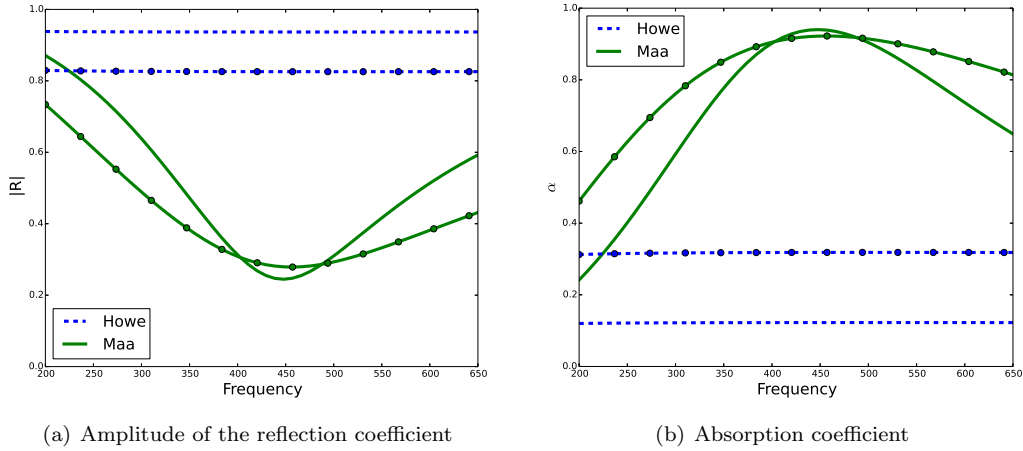 1.0
0.8
0.6
0.4
0.2
0.0
|R|
Howe
Maa
200 250 300 350 400 450 500 550 600 650
Frequency
(a) Amplitude of the reflection coefficient
1.0
0.8
0.6
0.4
0.2
0.0
α
Howe
Maa
200 250 300 350 400 450 500 550 600 650
Frequency
(b) Absorption coefficient